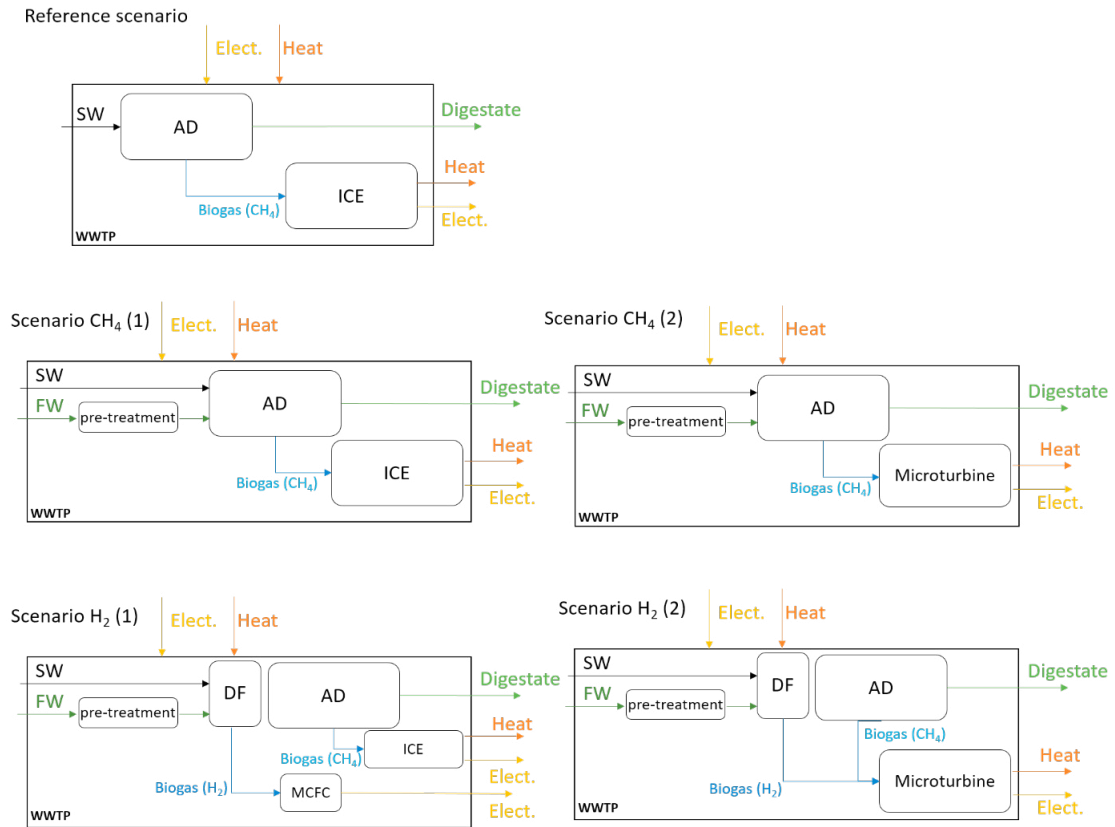 Reference scenario
Elect. Heat
SW
AD
Digestate
Heat
ICE
Biogas (CH₄)
Elect.
WWTP
Scenario CH₄ (1)
Elect. Heat
SW
FW
pre-treatment
AD
Digestate
Heat
Biogas (CH₄)
ICE
Elect.
WWTP
Scenario CH₄ (2)
Elect. Heat
SW
FW
pre-treatment
AD
Digestate
Heat
Biogas (CH₄)
Microturbine
Elect.
WWTP
Scenario H₂ (1)
Elect. Heat
SW
FW
pre-treatment
DF
AD
Digestate
Heat
Biogas (CH₄)
ICE
Elect.
Biogas (H₂)
MCFC
Elect.
WWTP
Scenario H₂ (2)
Elect. Heat
SW
FW
pre-treatment
DF
AD
Digestate
Biogas (CH₄)
Heat
Biogas (H₂)
Microturbine
Elect.
WWTP